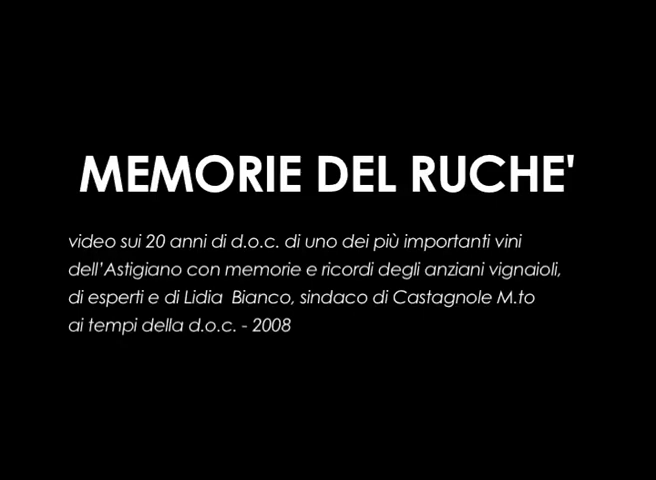 MEMORIE DEL RUCHE'
video sui 20 anni di d.o.c. di uno dei più importanti vini
dell'Astigiano con memorie e ricordi degli anziani vignaioli,
di esperti e di Lidia Bianco, sindaco di Castagnole M.to
ai tempi della d.o.c. - 2008